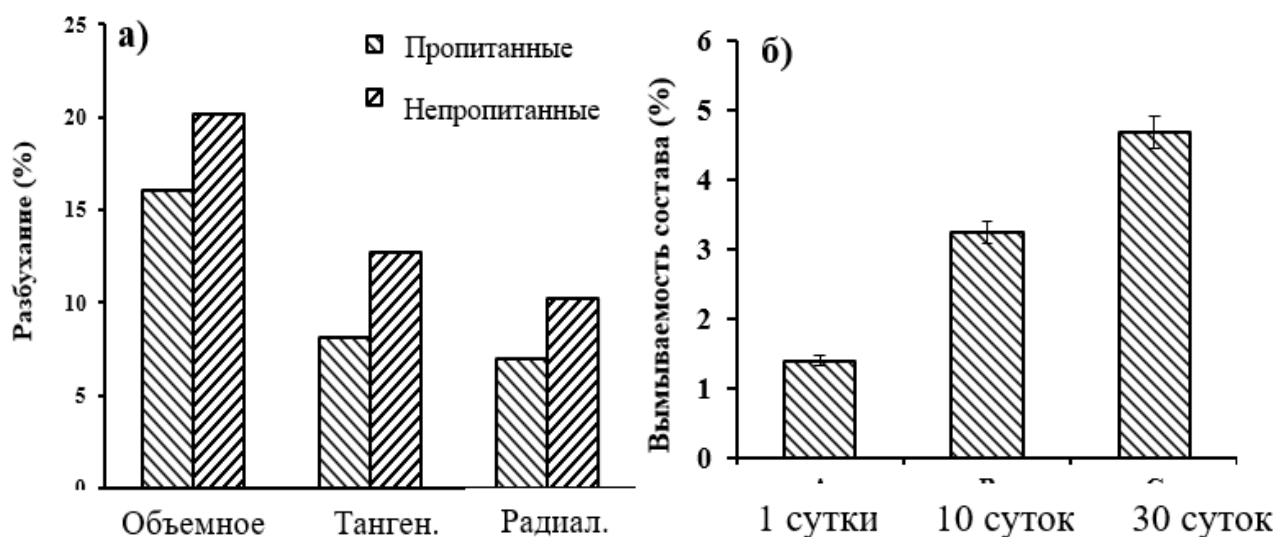 а)
Разбухание (%)
25
20
15
10
5
0
Пропитанные
Непропитанные
Объемное
Танген.
Радиал.
б)
Вымываемость состава (%)
6
5
4
3
2
1
0
1 сутки
10 суток
30 суток